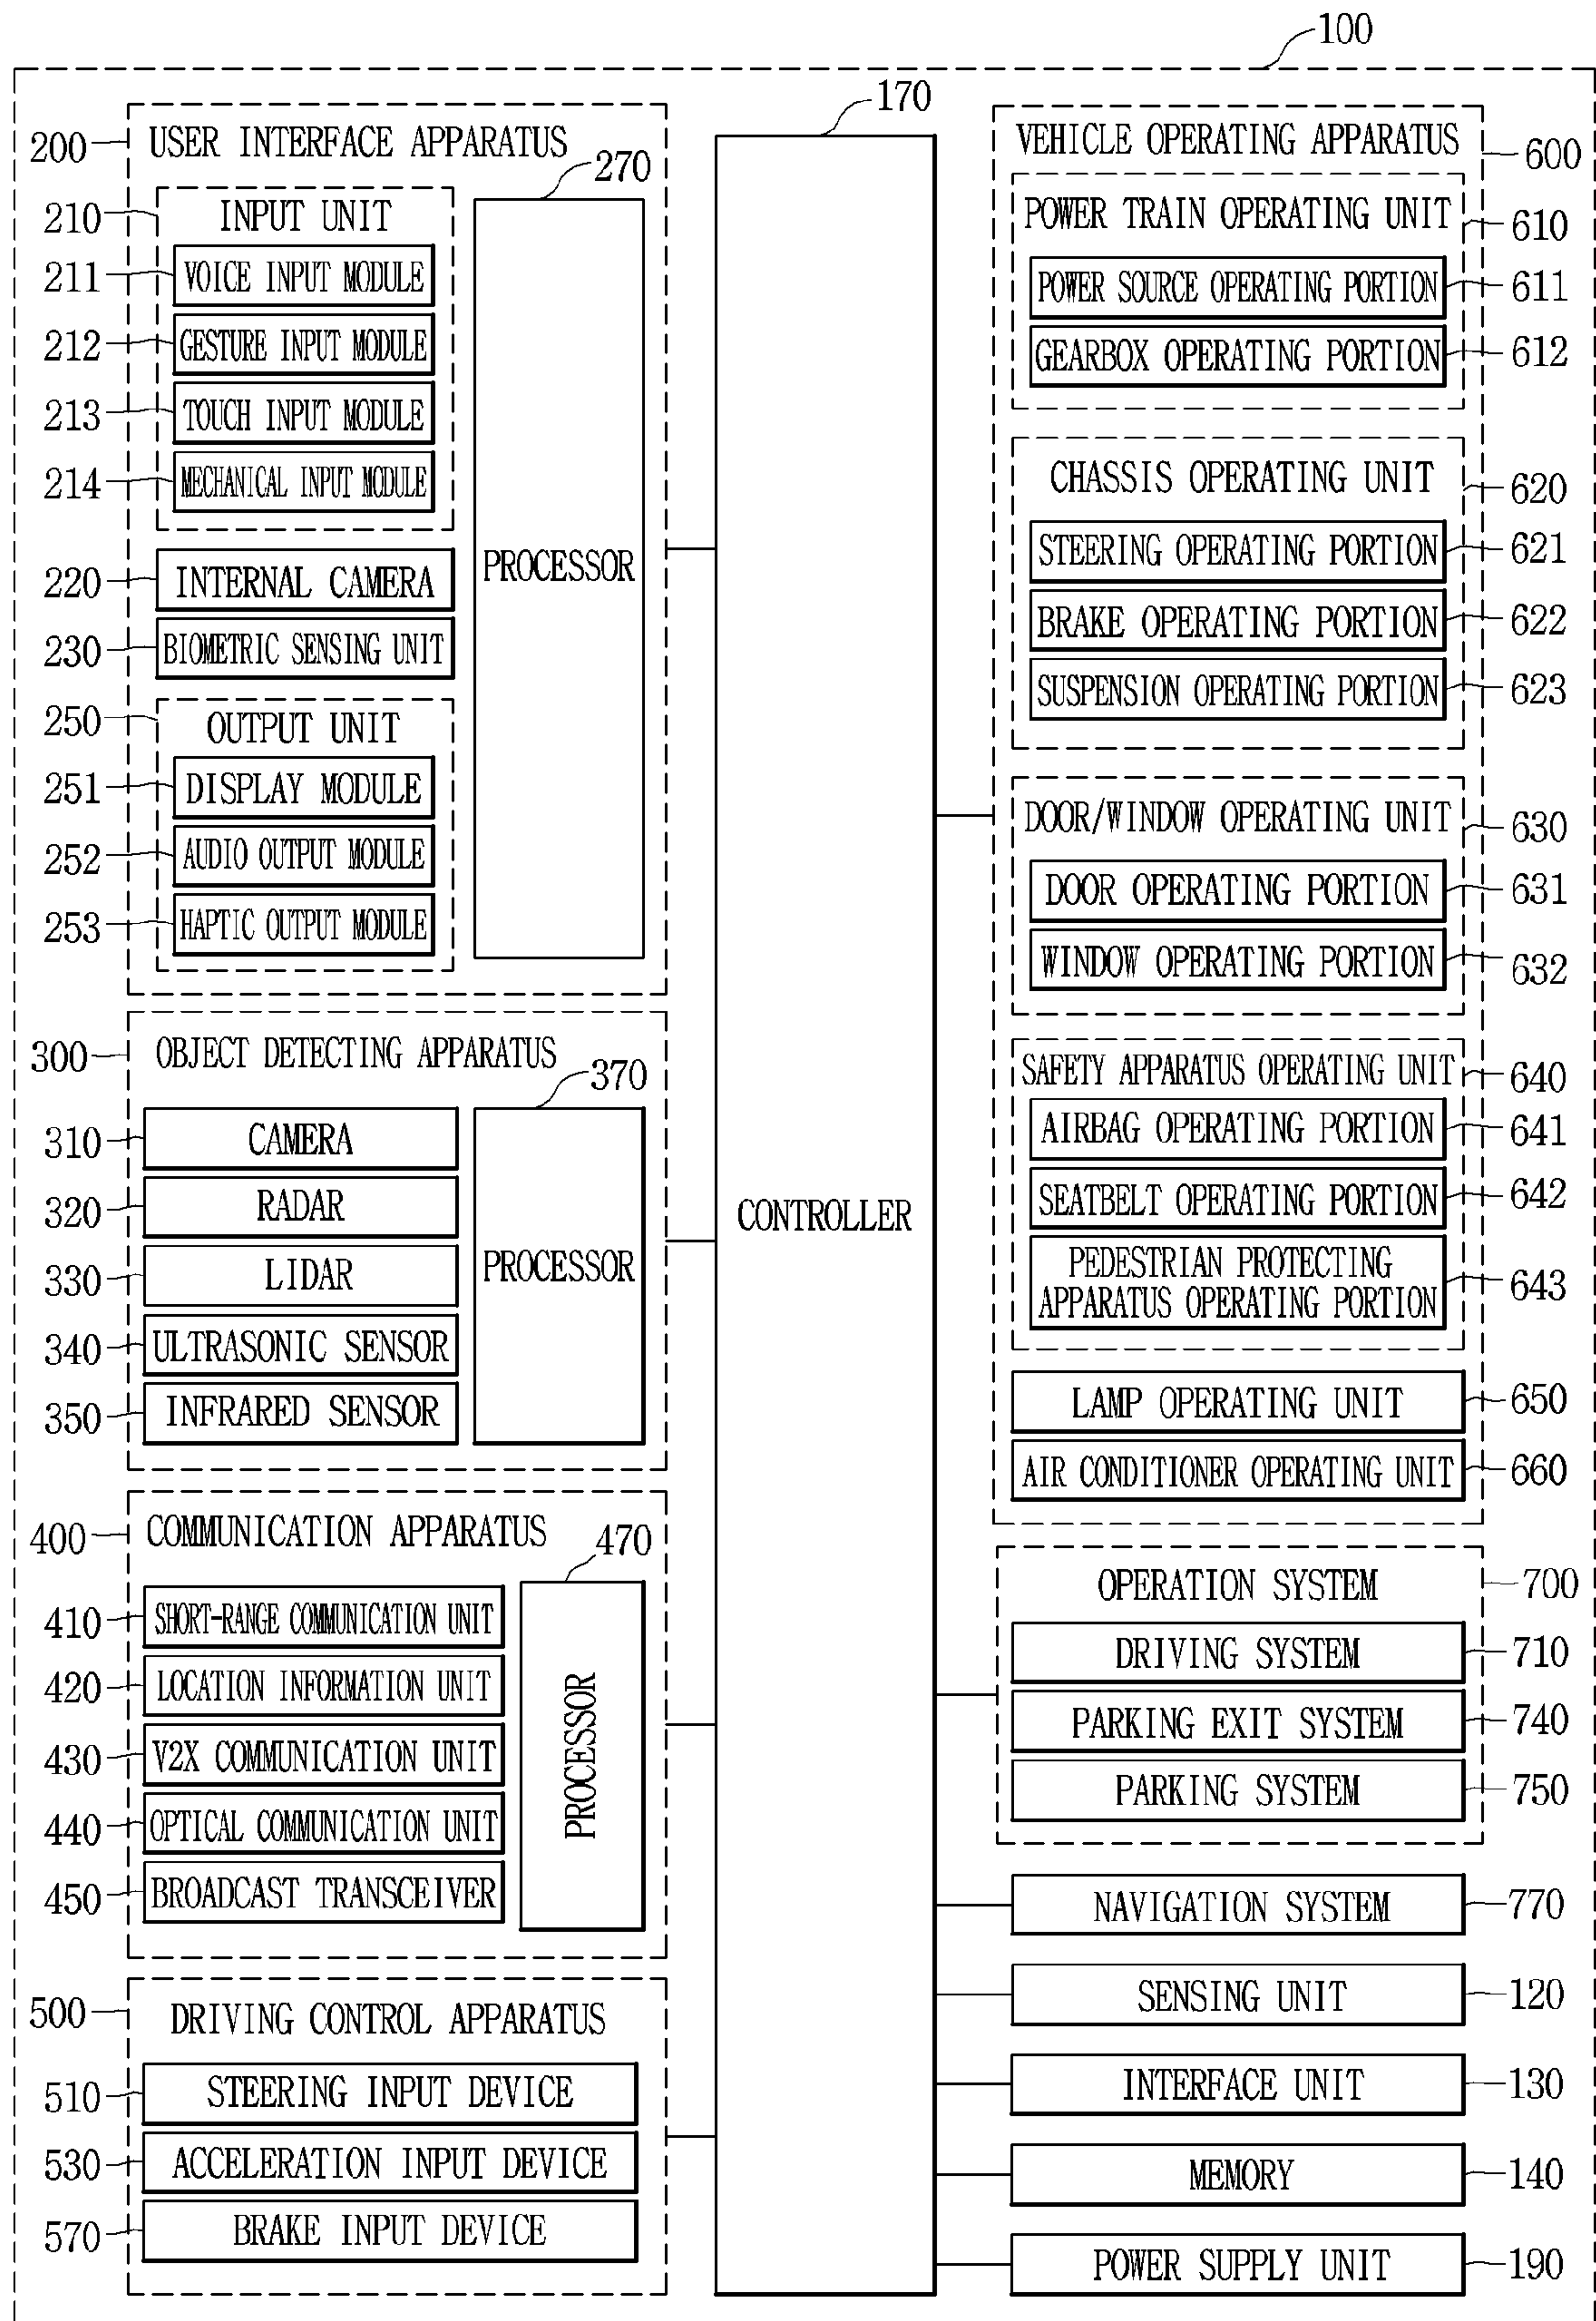 100
170
200 USER INTERFACE APPARATUS
270
210 INPUT UNIT
211 VOICE INPUT MODULE
212 GESTURE INPUT MODULE
213 TOUCH INPUT MODULE
214 MECHANICAL INPUT MODULE
PROCESSOR
220 INTERNAL CAMERA
230 BIOMETRIC SENSING UNIT
250 OUTPUT UNIT
251 DISPLAY MODULE
252 AUDIO OUTPUT MODULE
253 HAPTIC OUTPUT MODULE
300 OBJECT DETECTING APPARATUS
370
310 CAMERA
320 RADAR
330 LIDAR
PROCESSOR
340 ULTRASONIC SENSOR
350 INFRARED SENSOR
400 COMMUNICATION APPARATUS
470
410 SHORT-RANGE COMMUNICATION UNIT
420 LOCATION INFORMATION UNIT
430 V2X COMMUNICATION UNIT
440 OPTICAL COMMUNICATION UNIT
450 BROADCAST TRANSCEIVER
PROCESSOR
500 DRIVING CONTROL APPARATUS
510 STEERING INPUT DEVICE
530 ACCELERATION INPUT DEVICE
570 BRAKE INPUT DEVICE
CONTROLLER
VEHICLE OPERATING APPARATUS 600
POWER TRAIN OPERATING UNIT 610
POWER SOURCE OPERATING PORTION 611
GEARBOX OPERATING PORTION 612
CHASSIS OPERATING UNIT 620
STEERING OPERATING PORTION 621
BRAKE OPERATING PORTION 622
SUSPENSION OPERATING PORTION 623
DOOR/WINDOW OPERATING UNIT 630
DOOR OPERATING PORTION 631
WINDOW OPERATING PORTION 632
SAFETY APPARATUS OPERATING UNIT 640
AIRBAG OPERATING PORTION 641
SEATBELT OPERATING PORTION 642
PEDESTRIAN PROTECTING
APPARATUS OPERATING PORTION 643
LAMP OPERATING UNIT 650
AIR CONDITIONER OPERATING UNIT 660
OPERATION SYSTEM 700
DRIVING SYSTEM 710
PARKING EXIT SYSTEM 740
PARKING SYSTEM 750
NAVIGATION SYSTEM 770
SENSING UNIT 120
INTERFACE UNIT 130
MEMORY 140
POWER SUPPLY UNIT 190